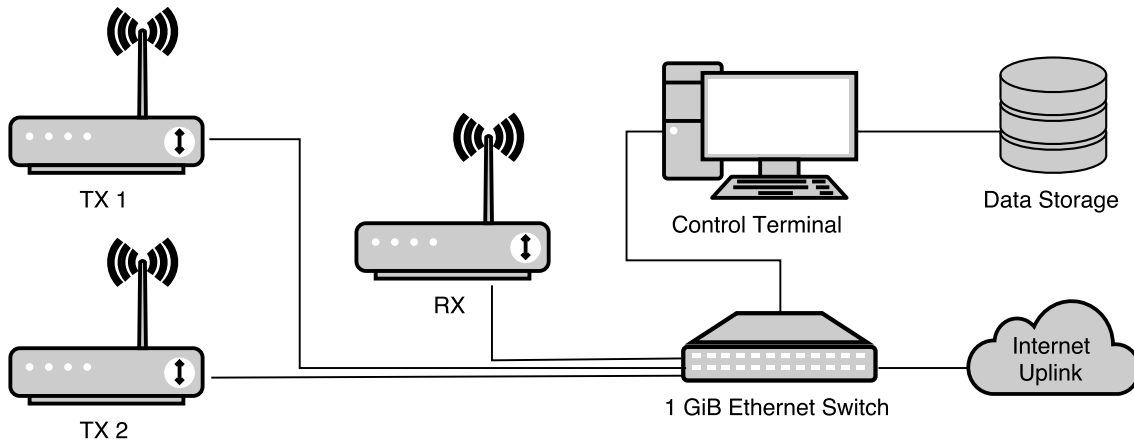 TX 1
TX 2
RX
Control Terminal
Data Storage
1 GiB Ethernet Switch
Internet
Uplink